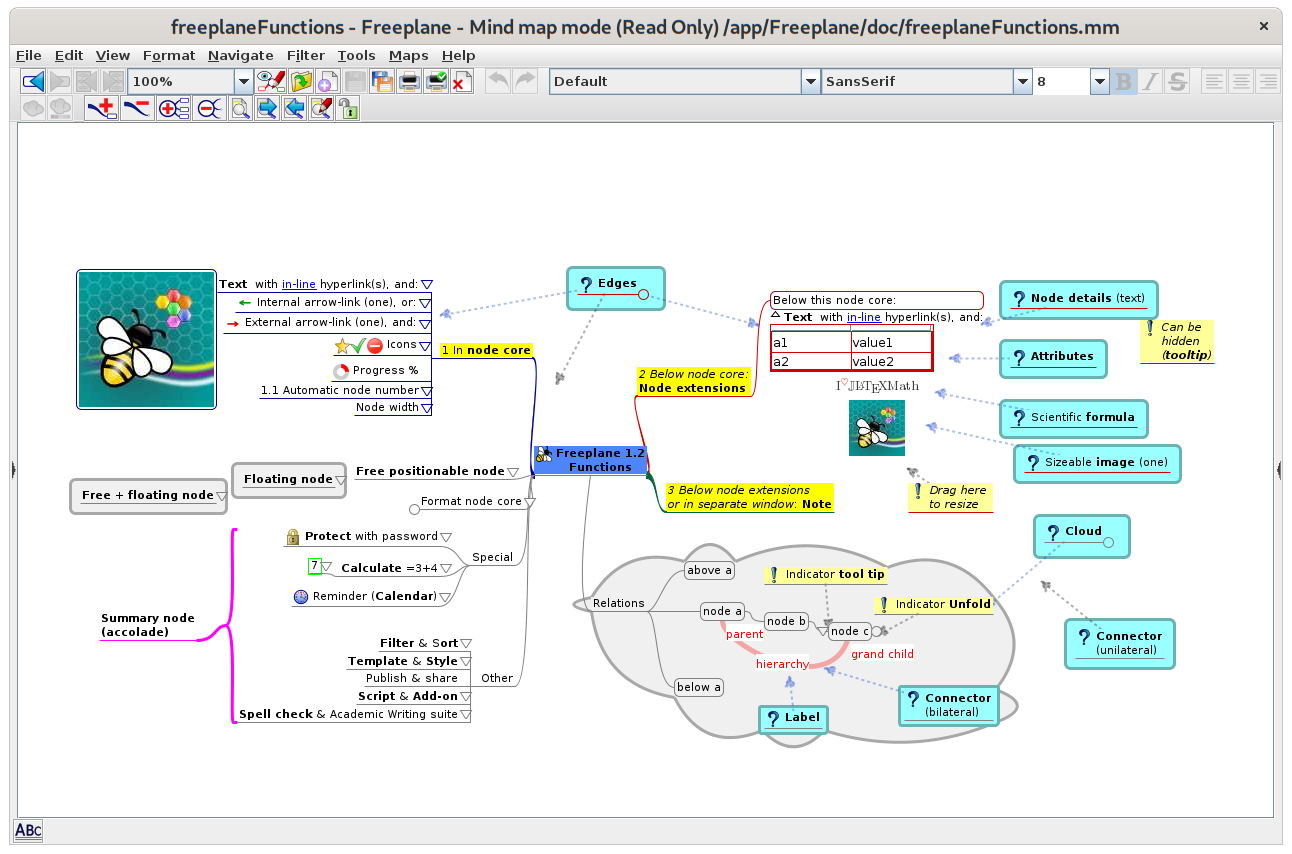 freeplaneFunctions - Freeplane - Mind map mode (Read Only) /app/Freeplane/doc/freeplaneFunctions.mm
File Edit View Format Navigate Filter Tools Maps Help
100%
Default
SansSerif
8
B I S
Text with in-line hyperlink(s), and:
Internal arrow-link (one), or:
External arrow-link (one), and:
Icons
Progress %
1.1 Automatic node number
Node width
1 In node core
Edges
Below this node core:
Text with in-line hyperlink(s), and:
a1 value1
a2 value2
I♡JLATEXMath
2 Below node core:
Node extensions
Node details (text)
Can be
hidden
(tooltip)
Attributes
Scientific formula
Sizeable image (one)
Drag here
to resize
Freeplane 1.2
Functions
3 Below node extensions
or in separate window: Note
Free positionable node
Floating node
Free + floating node
Format node core
Protect with password
7
Calculate =3+4
Reminder (Calendar)
Special
Summary node
(accolade)
Filter & Sort
Template & Style
Publish & share
Script & Add-on
Spell check & Academic Writing suite
Other
Relations
above a
node a
node b
node c
below a
parent
hierarchy
grand child
Indicator tool tip
Indicator Unfold
Cloud
Connector
(unilateral)
Connector
(bilateral)
Label
ABC